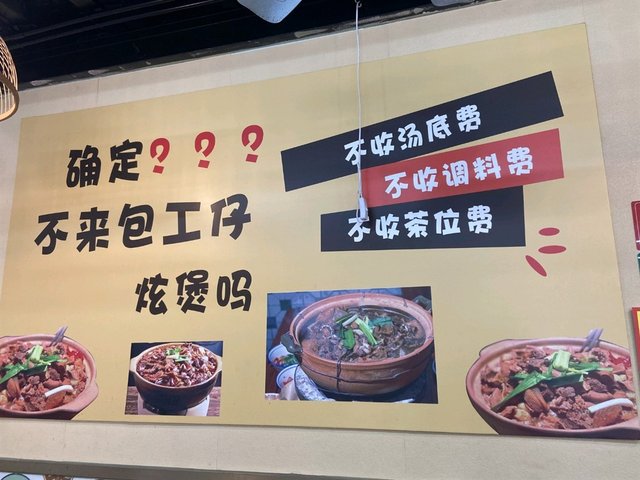 确定？？？
不来包工仔
炫煲吗
不收汤底费
不收调料费
不收茶位费